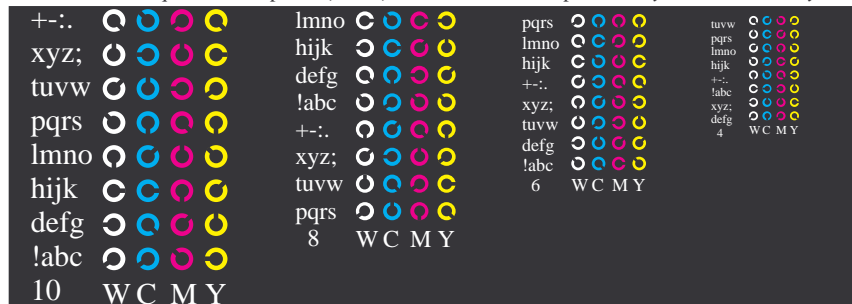 +-:.
xyz;
tuvw
pqrs
lmno
hijk
defg
!abc
10 W C M Y
lmno
hijk
defg
!abc
+-:.
xyz;
tuvw
pqrs
8 W C M Y
pqrs
lmno
hijk
+-:.
xyz;
tuvw
defg
!abc
6 W C M Y
tuvw
pqrs
lmno
hijk
+-:.
!abc
xyz;
defg
4 W C M Y